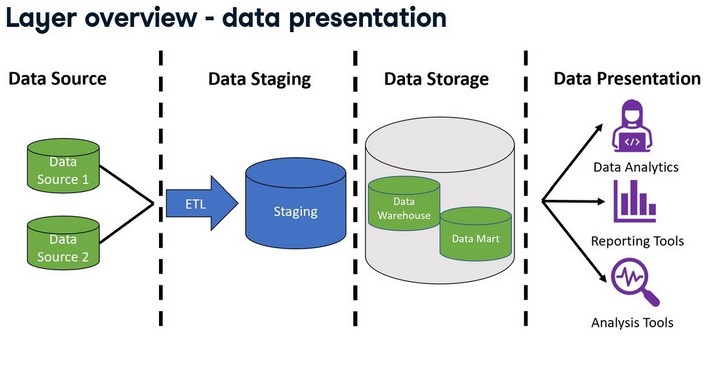 Layer overview - data presentation
Data Source
Data Staging
Data Storage
Data Presentation
Data
Source 1
Data
Source 2
ETL
Staging
Data
Warehouse
Data Mart
</>
Data Analytics
Reporting Tools
Analysis Tools